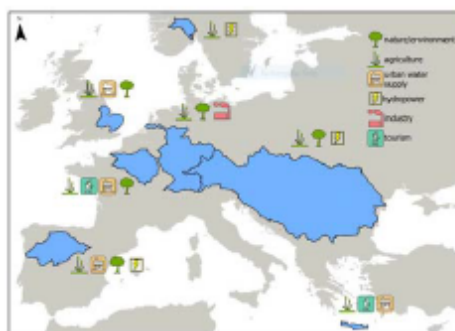 nature/environment
agriculture
urban water
supply
hydropower
industry
tourism